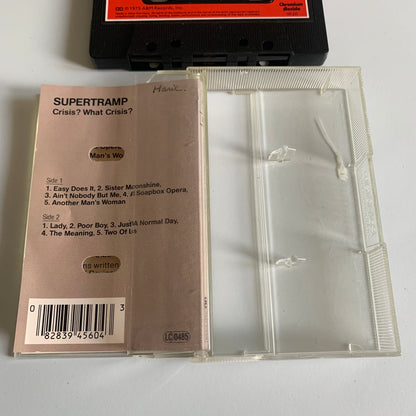 © 1975 A&M Records, Inc.
Chromium
Dioxide
SUPERTRAMP
Crisis? What Crisis?
Man's Wo
Side 1
1. Easy Does It, 2. Sister Moonshine,
3. Ain't Nobody But Me, 4. A Soapbox Opera,
5. Another Man's Woman
Side 2
1. Lady, 2. Poor Boy, 3. Just A Normal Day,
4. The Meaning, 5. Two Of Us
ns written
0 82839 45604 3
LC 0485